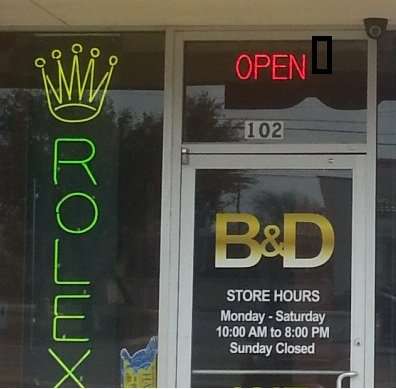 ROLEX
OPEN
102
B&D
STORE HOURS
Monday - Saturday
10:00 AM to 8:00 PM
Sunday Closed